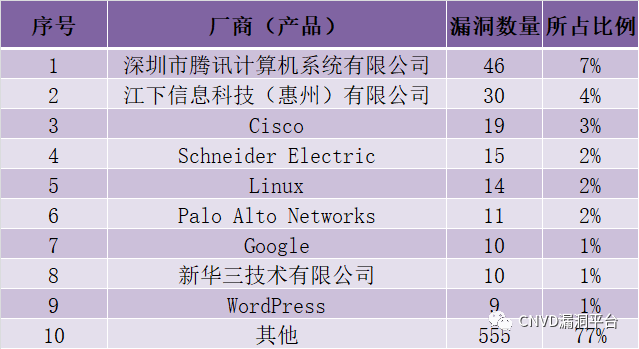 序号 厂商（产品） 漏洞数量 所占比例
1 深圳市腾讯计算机系统有限公司 46 7%
2 江下信息科技（惠州）有限公司 30 4%
3 Cisco 19 3%
4 Schneider Electric 15 2%
5 Linux 14 2%
6 Palo Alto Networks 11 2%
7 Google 10 1%
8 新华三技术有限公司 10 1%
9 WordPress 9 1%
10 其他 555 77%
CNVD漏洞平台